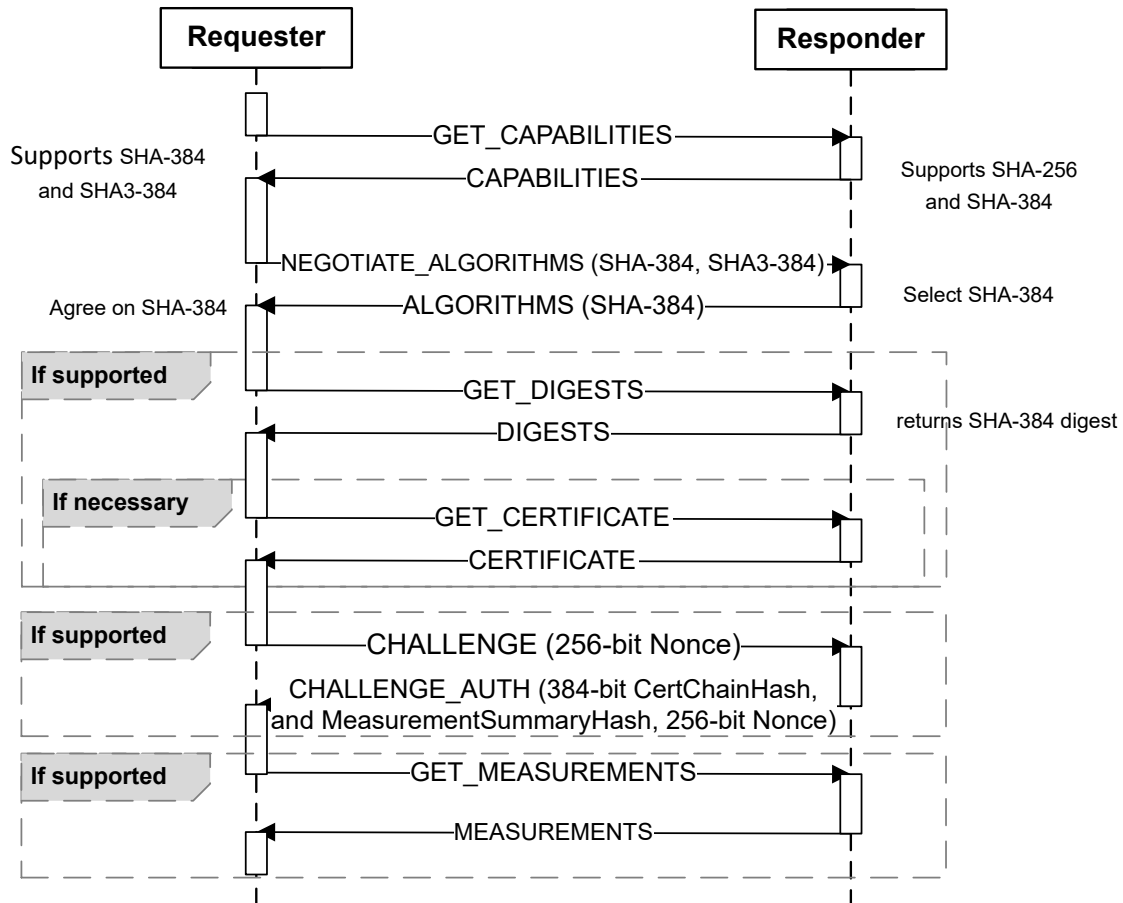 Requester
Responder
GET_CAPABILITIES
Supports SHA-384
and SHA3-384
CAPABILITIES
Supports SHA-256
and SHA-384
NEGOTIATE_ALGORITHMS (SHA-384, SHA3-384)
Agree on SHA-384
ALGORITHMS (SHA-384)
Select SHA-384
If supported
GET_DIGESTS
DIGESTS
returns SHA-384 digest
If necessary
GET_CERTIFICATE
CERTIFICATE
If supported
CHALLENGE (256-bit Nonce)
CHALLENGE_AUTH (384-bit CertChainHash,
and MeasurementSummaryHash, 256-bit Nonce)
If supported
GET_MEASUREMENTS
MEASUREMENTS